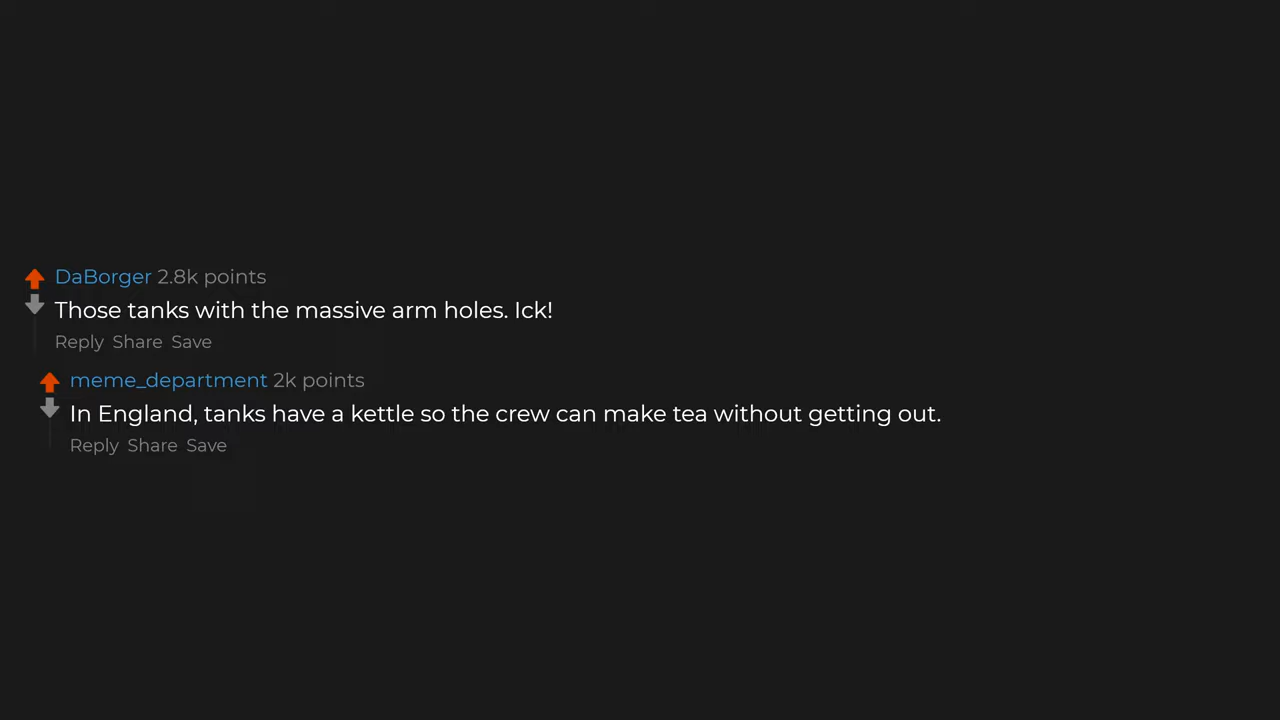 DaBorger 2.8k points
Those tanks with the massive arm holes. Ick!
Reply Share Save
meme_department 2k points
In England, tanks have a kettle so the crew can make tea without getting out.
Reply Share Save